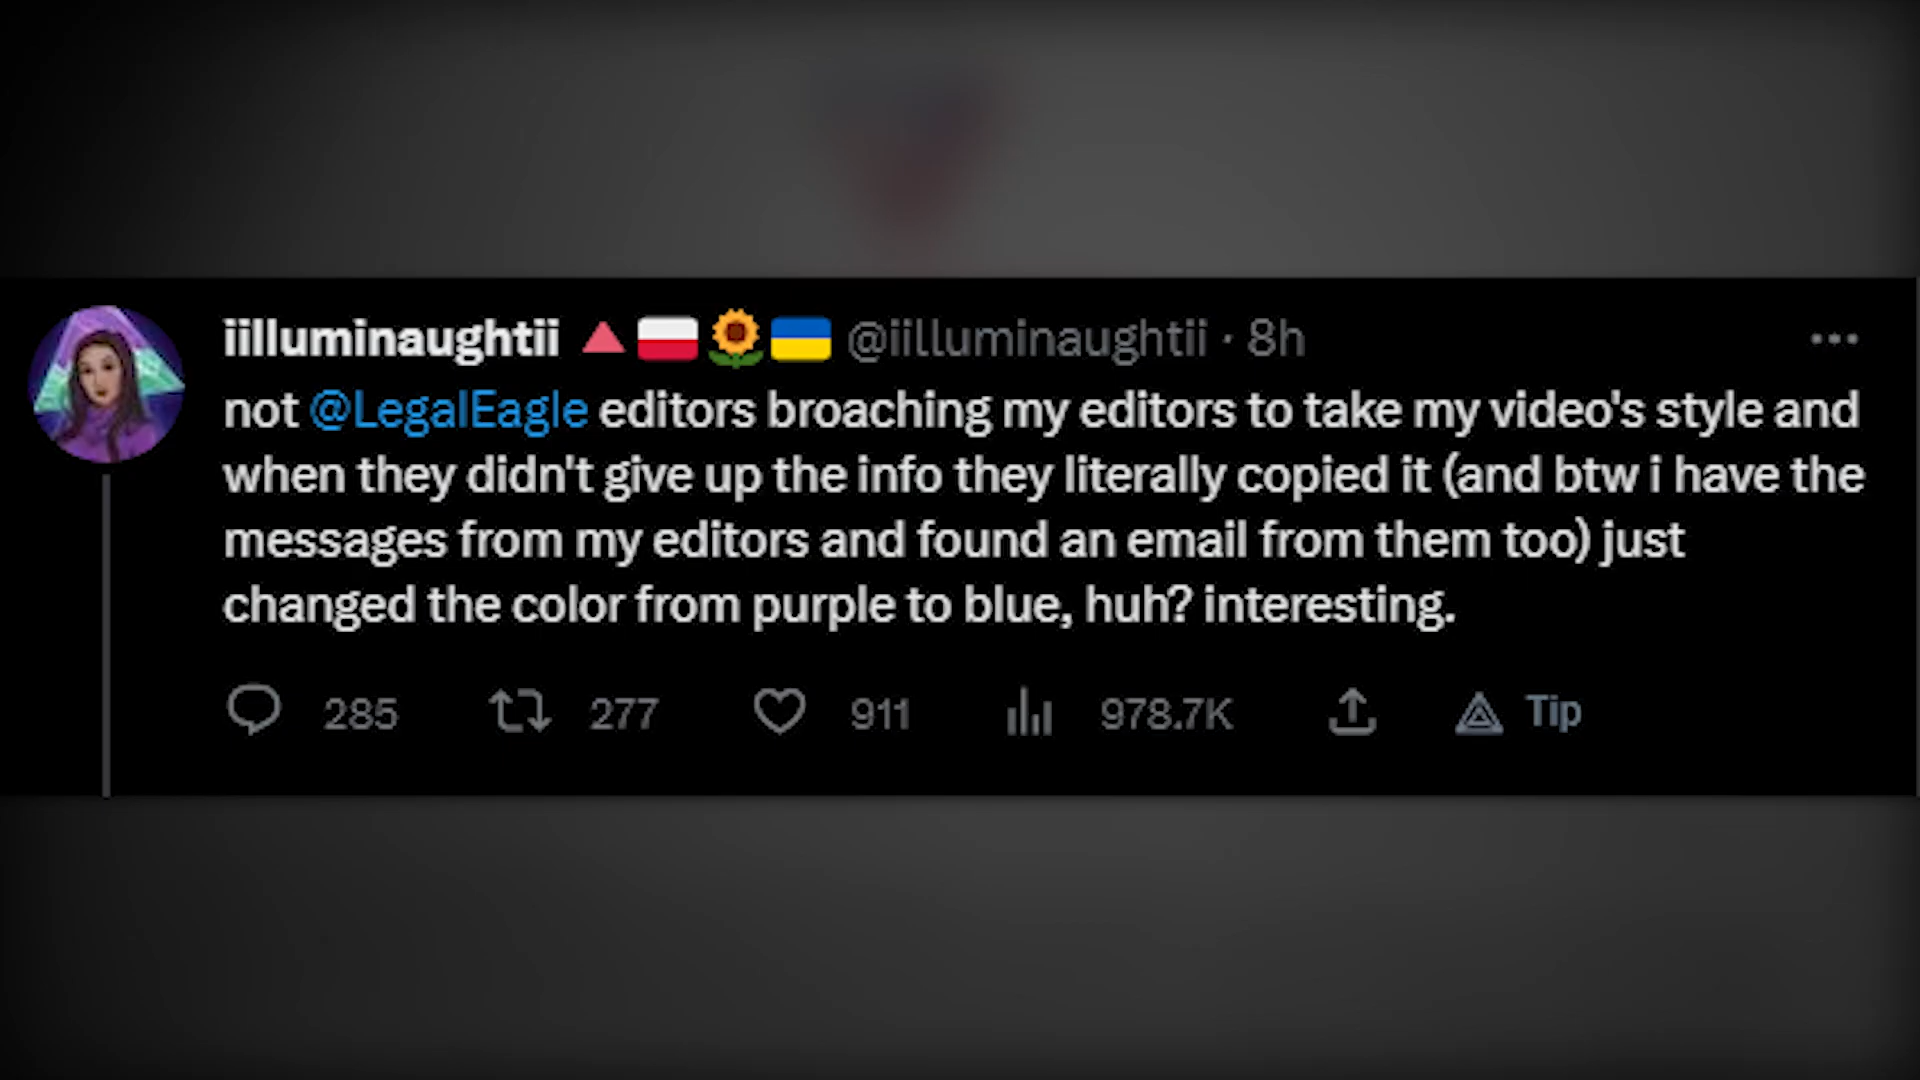 iilluminaughtii 🔺🇵🇱🌻🇺🇦 @iilluminaughtii · 8h
not @LegalEagle editors broaching my editors to take my video's style and
when they didn't give up the info they literally copied it (and btw i have the
messages from my editors and found an email from them too) just
changed the color from purple to blue, huh? interesting.
285 277 911 978.7K Tip